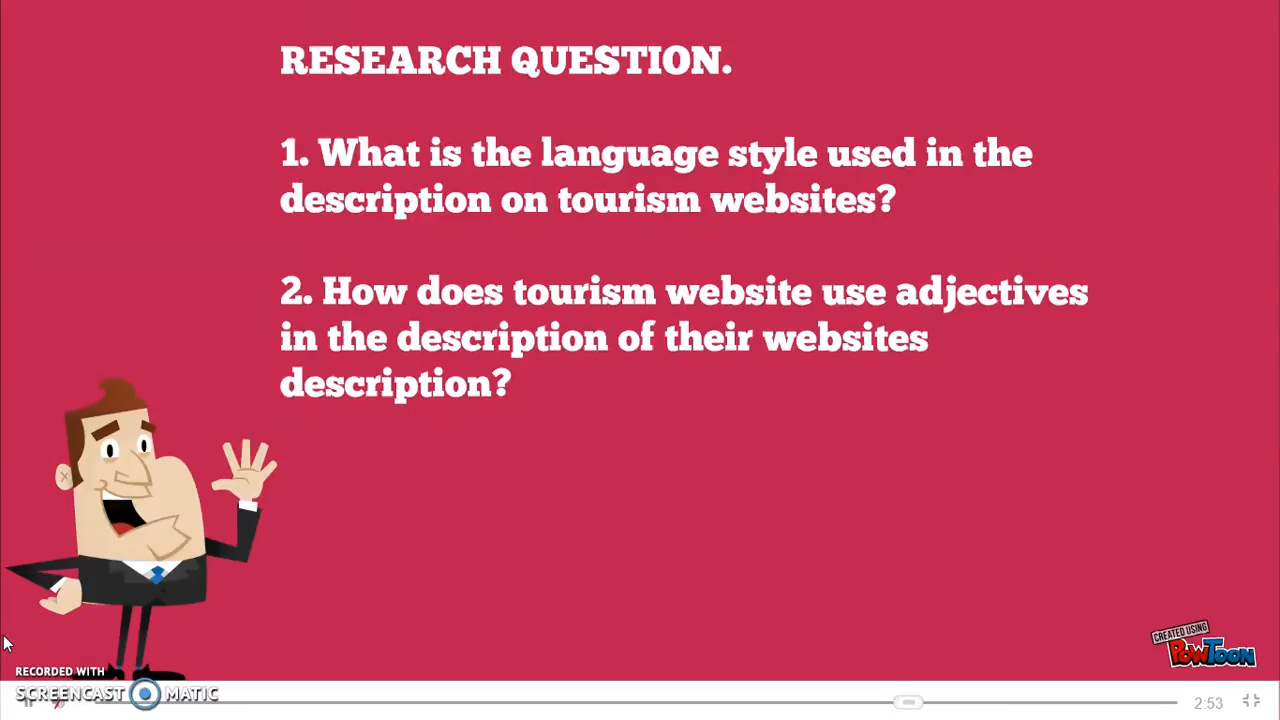 RESEARCH QUESTION.
1. What is the language style used in the
description on tourism websites?
2. How does tourism website use adjectives
in the description of their websites
description?
CREATED USING
POWTOON
RECORDED WITH
SCREENCAST MATIC
2:53